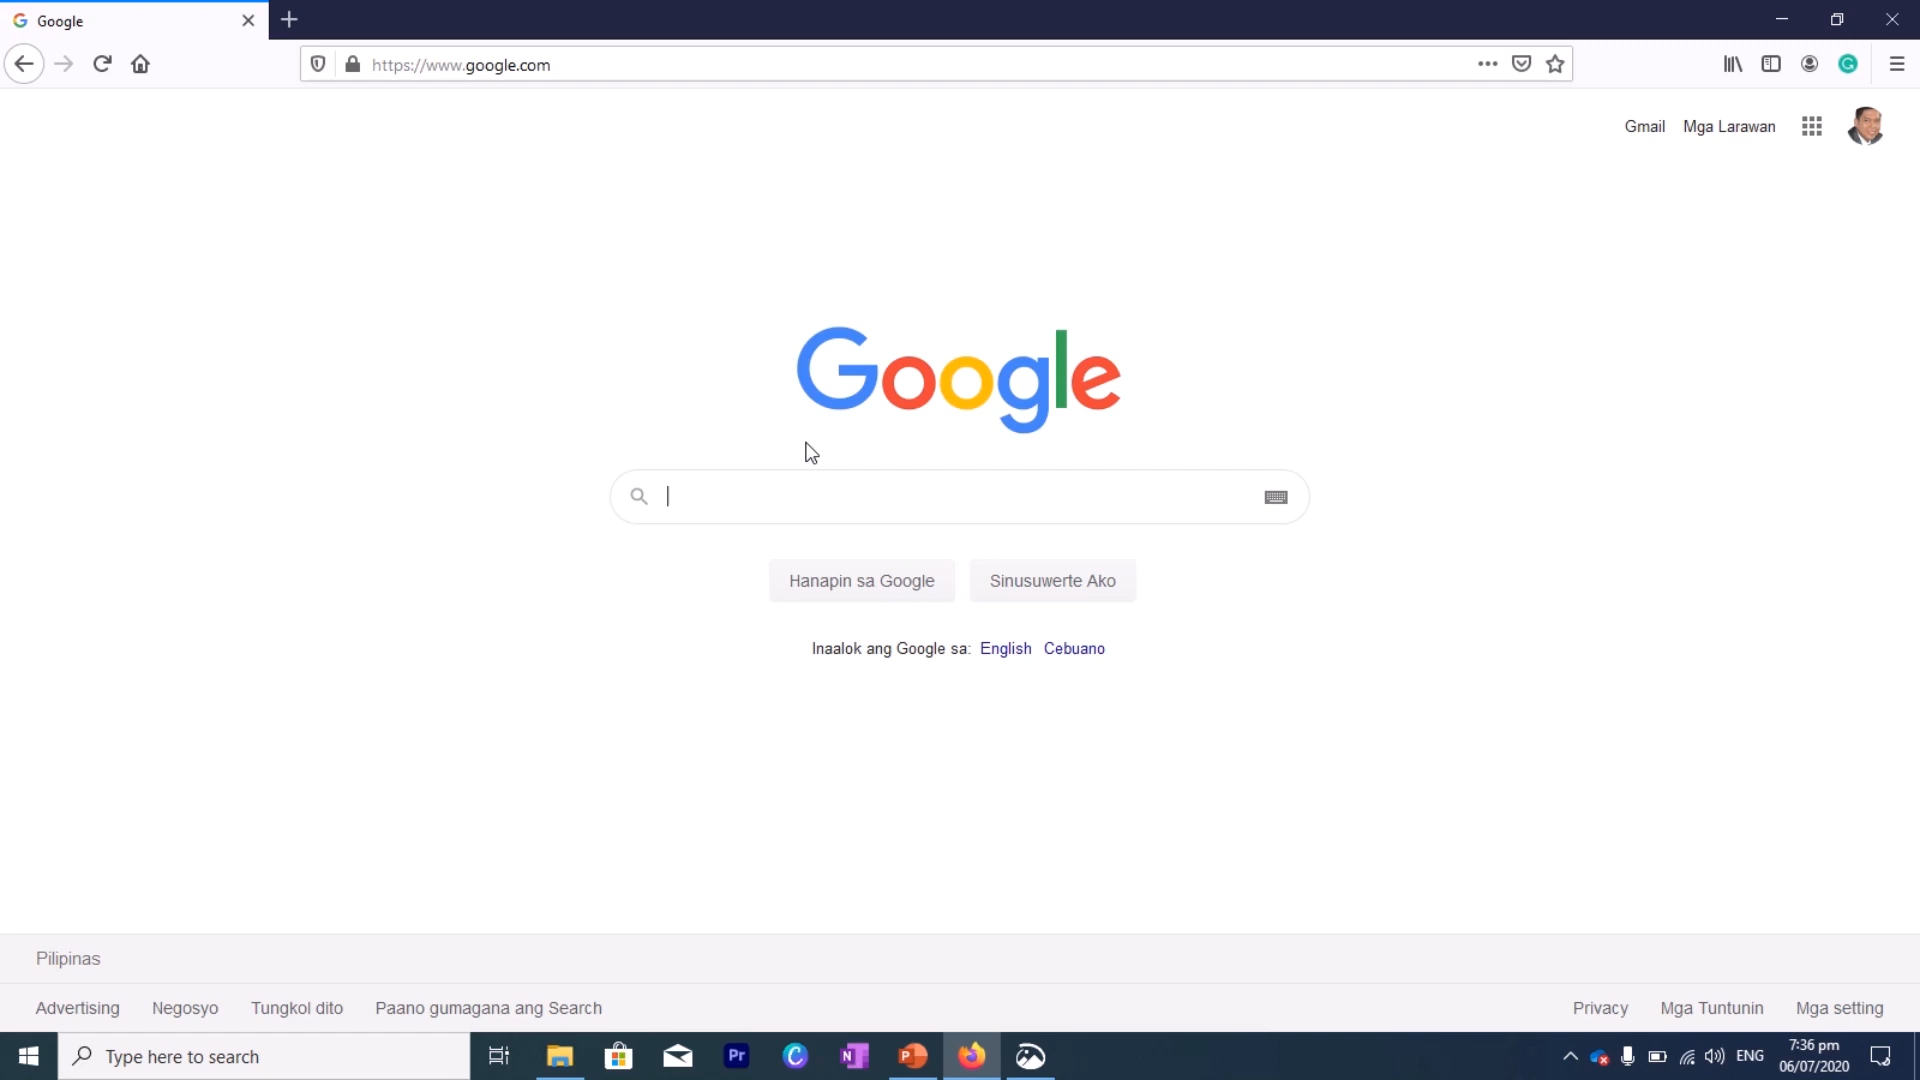 Google
https://www.google.com
Gmail Mga Larawan
Google
Hanapin sa Google Sinusuwerte Ako
Inaalok ang Google sa: English Cebuano
Pilipinas
Advertising Negosyo Tungkol dito Paano gumagana ang Search Privacy Mga Tuntunin Mga setting
Type here to search
Pr
N
P
ENG
7:36 pm
06/07/2020